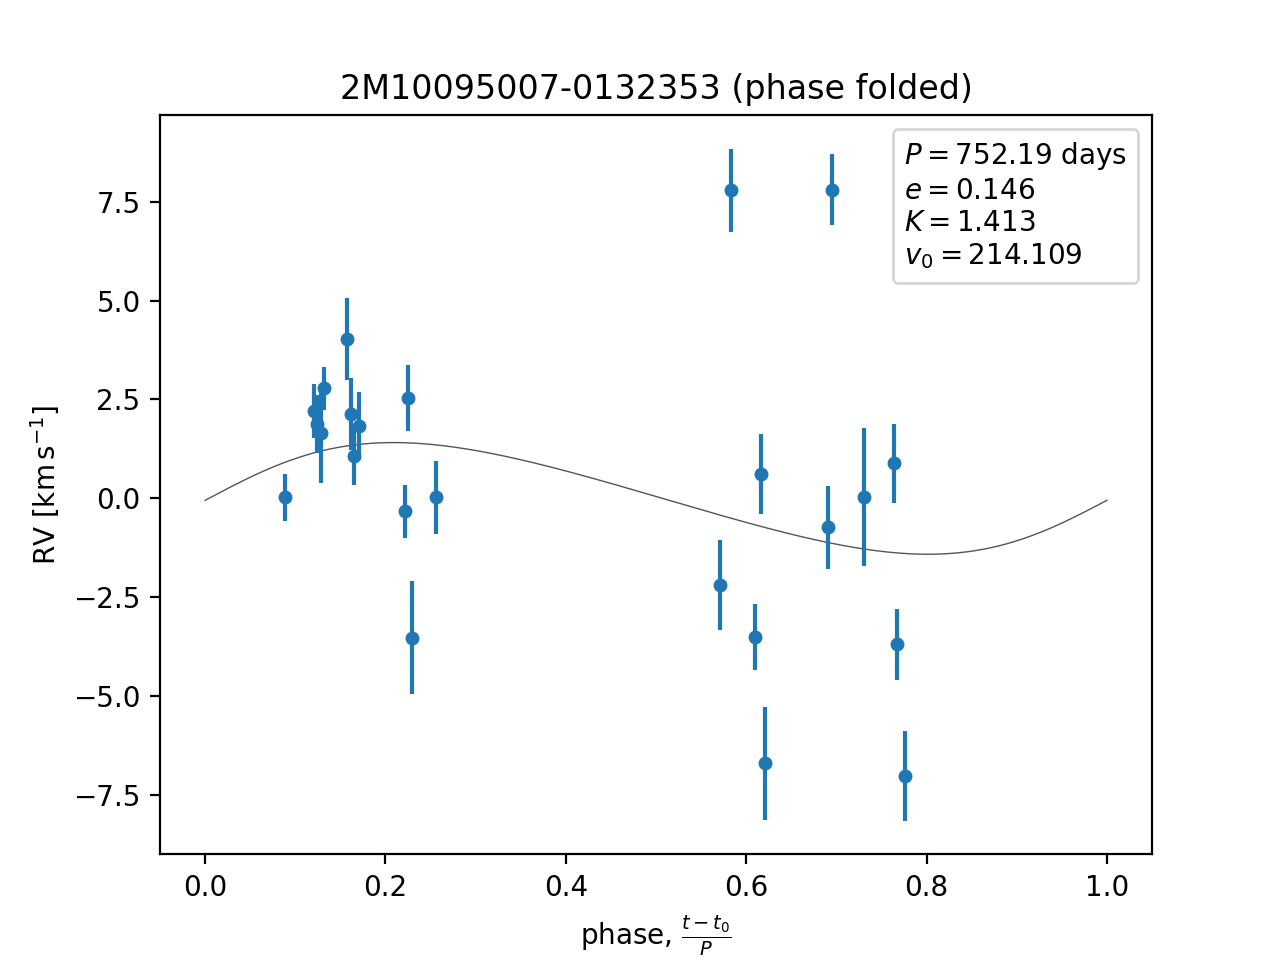 2M10095007-0132353 (phase folded)
P = 752.19 days
e = 0.146
K = 1.413
v₀ = 214.109
RV [km s⁻¹]
7.5
5.0
2.5
0.0
−2.5
−5.0
−7.5
0.0 0.2 0.4 0.6 0.8 1.0
phase, (t − t₀)/P